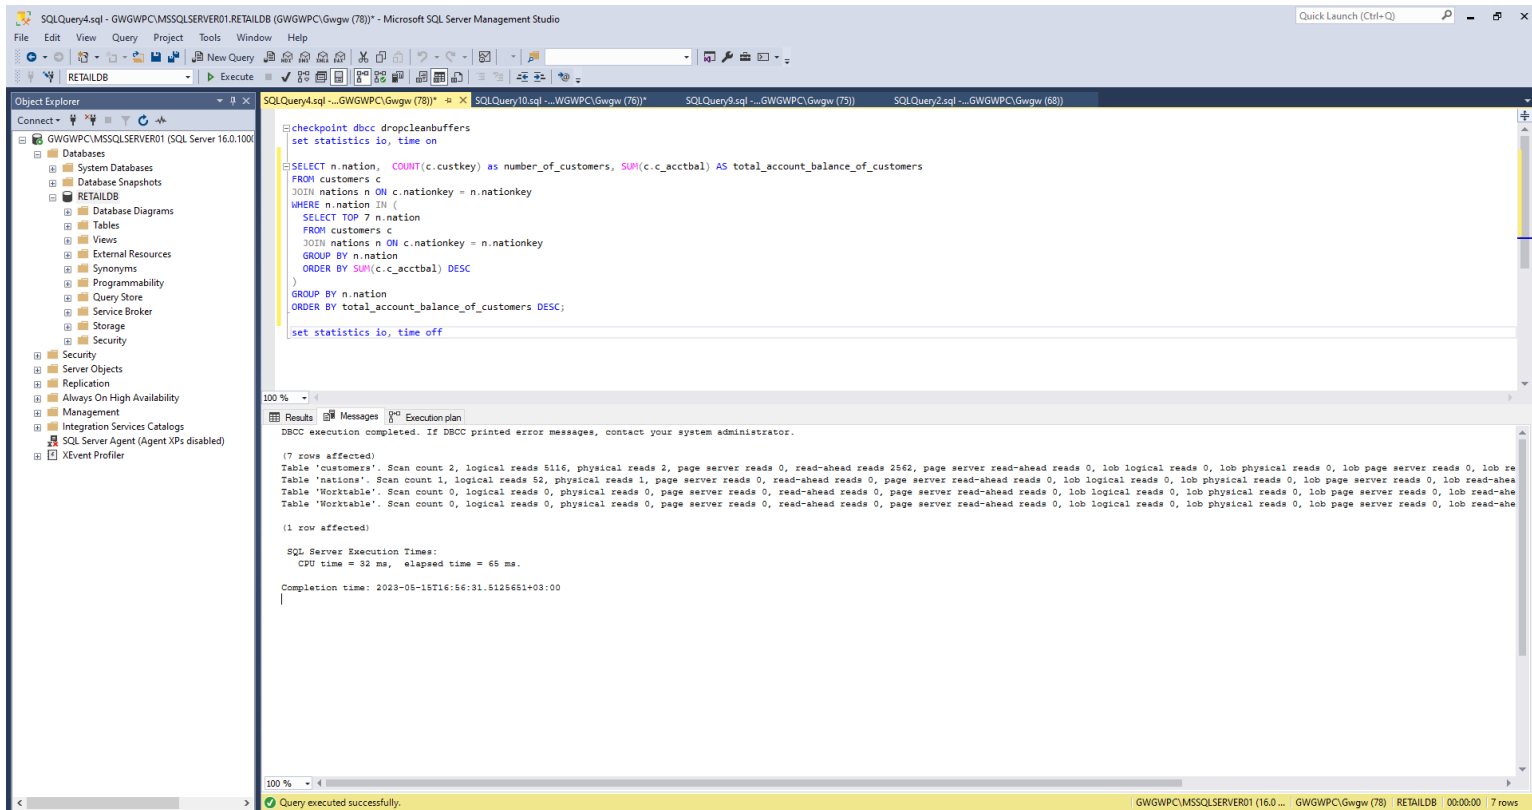 SQLQuery4.sql - GWGWPC\MSSQLSERVER01.RETAILDB (GWGWPC\Gwgw (78))* - Microsoft SQL Server Management Studio
Quick Launch (Ctrl+Q)
File Edit View Query Project Tools Window Help
New Query
RETAILDB
Execute
Object Explorer
Connect
GWGWPC\MSSQLSERVER01 (SQL Server 16.0.1000
Databases
System Databases
Database Snapshots
RETAILDB
Database Diagrams
Tables
Views
External Resources
Synonyms
Programmability
Query Store
Service Broker
Storage
Security
Security
Server Objects
Replication
Always On High Availability
Management
Integration Services Catalogs
SQL Server Agent (Agent XPs disabled)
XEvent Profiler
SQLQuery4.sql -...GWGWPC\Gwgw (78))* SQLQuery10.sql -...WGWPC\Gwgw (76))* SQLQuery9.sql -...GWGWPC\Gwgw (75)) SQLQuery2.sql -...GWGWPC\Gwgw (68))
checkpoint dbcc dropcleanbuffers
set statistics io, time on
SELECT n.nation, COUNT(c.custkey) as number_of_customers, SUM(c.c_acctbal) AS total_account_balance_of_customers
FROM customers c
JOIN nations n ON c.nationkey = n.nationkey
WHERE n.nation IN (
SELECT TOP 7 n.nation
FROM customers c
JOIN nations n ON c.nationkey = n.nationkey
GROUP BY n.nation
ORDER BY SUM(c.c_acctbal) DESC
)
GROUP BY n.nation
ORDER BY total_account_balance_of_customers DESC;
set statistics io, time off
100 %
Results Messages Execution plan
DBCC execution completed. If DBCC printed error messages, contact your system administrator.
(7 rows affected)
Table 'customers'. Scan count 2, logical reads 5116, physical reads 2, page server reads 0, read-ahead reads 2562, page server read-ahead reads 0, lob logical reads 0, lob physical reads 0, lob page server reads 0, lob re
Table 'nations'. Scan count 1, logical reads 52, physical reads 1, page server reads 0, read-ahead reads 0, page server read-ahead reads 0, lob logical reads 0, lob physical reads 0, lob page server reads 0, lob read-ahea
Table 'Worktable'. Scan count 0, logical reads 0, physical reads 0, page server reads 0, read-ahead reads 0, page server read-ahead reads 0, lob logical reads 0, lob physical reads 0, lob page server reads 0, lob read-ahe
Table 'Worktable'. Scan count 0, logical reads 0, physical reads 0, page server reads 0, read-ahead reads 0, page server read-ahead reads 0, lob logical reads 0, lob physical reads 0, lob page server reads 0, lob read-ahe
(1 row affected)
SQL Server Execution Times:
CPU time = 32 ms, elapsed time = 65 ms.
Completion time: 2023-05-15T16:56:31.5125651+03:00
100 %
Query executed successfully.
GWGWPC\MSSQLSERVER01 (16.0 ... GWGWPC\Gwgw (78) RETAILDB 00:00:00 7 rows